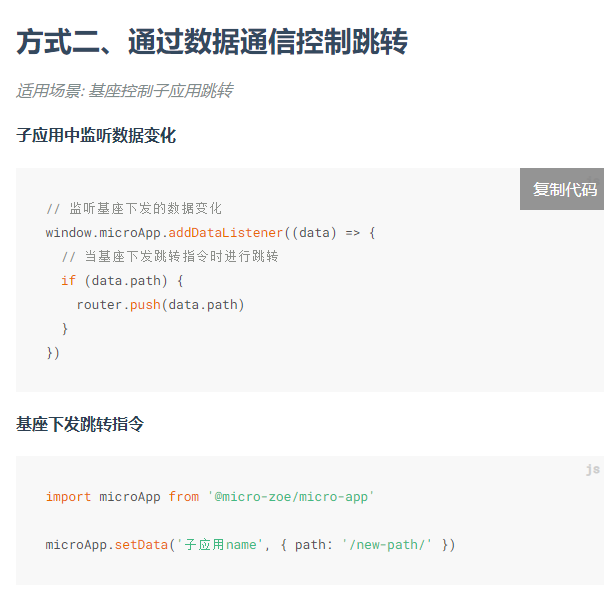 方式二、通过数据通信控制跳转
适用场景: 基座控制子应用跳转
子应用中监听数据变化
复制代码
// 监听基座下发的数据变化
window.microApp.addDataListener((data) => {
// 当基座下发跳转指令时进行跳转
if (data.path) {
router.push(data.path)
}
})
基座下发跳转指令
js
import microApp from '@micro-zoe/micro-app'
microApp.setData('子应用name', { path: '/new-path/' })